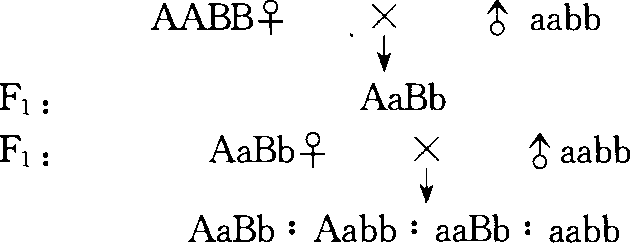 AABB♀ × ♂ aabb
F₁: AaBb
F₁: AaBb♀ × ♂ aabb
AaBb : Aabb : aaBb : aabb